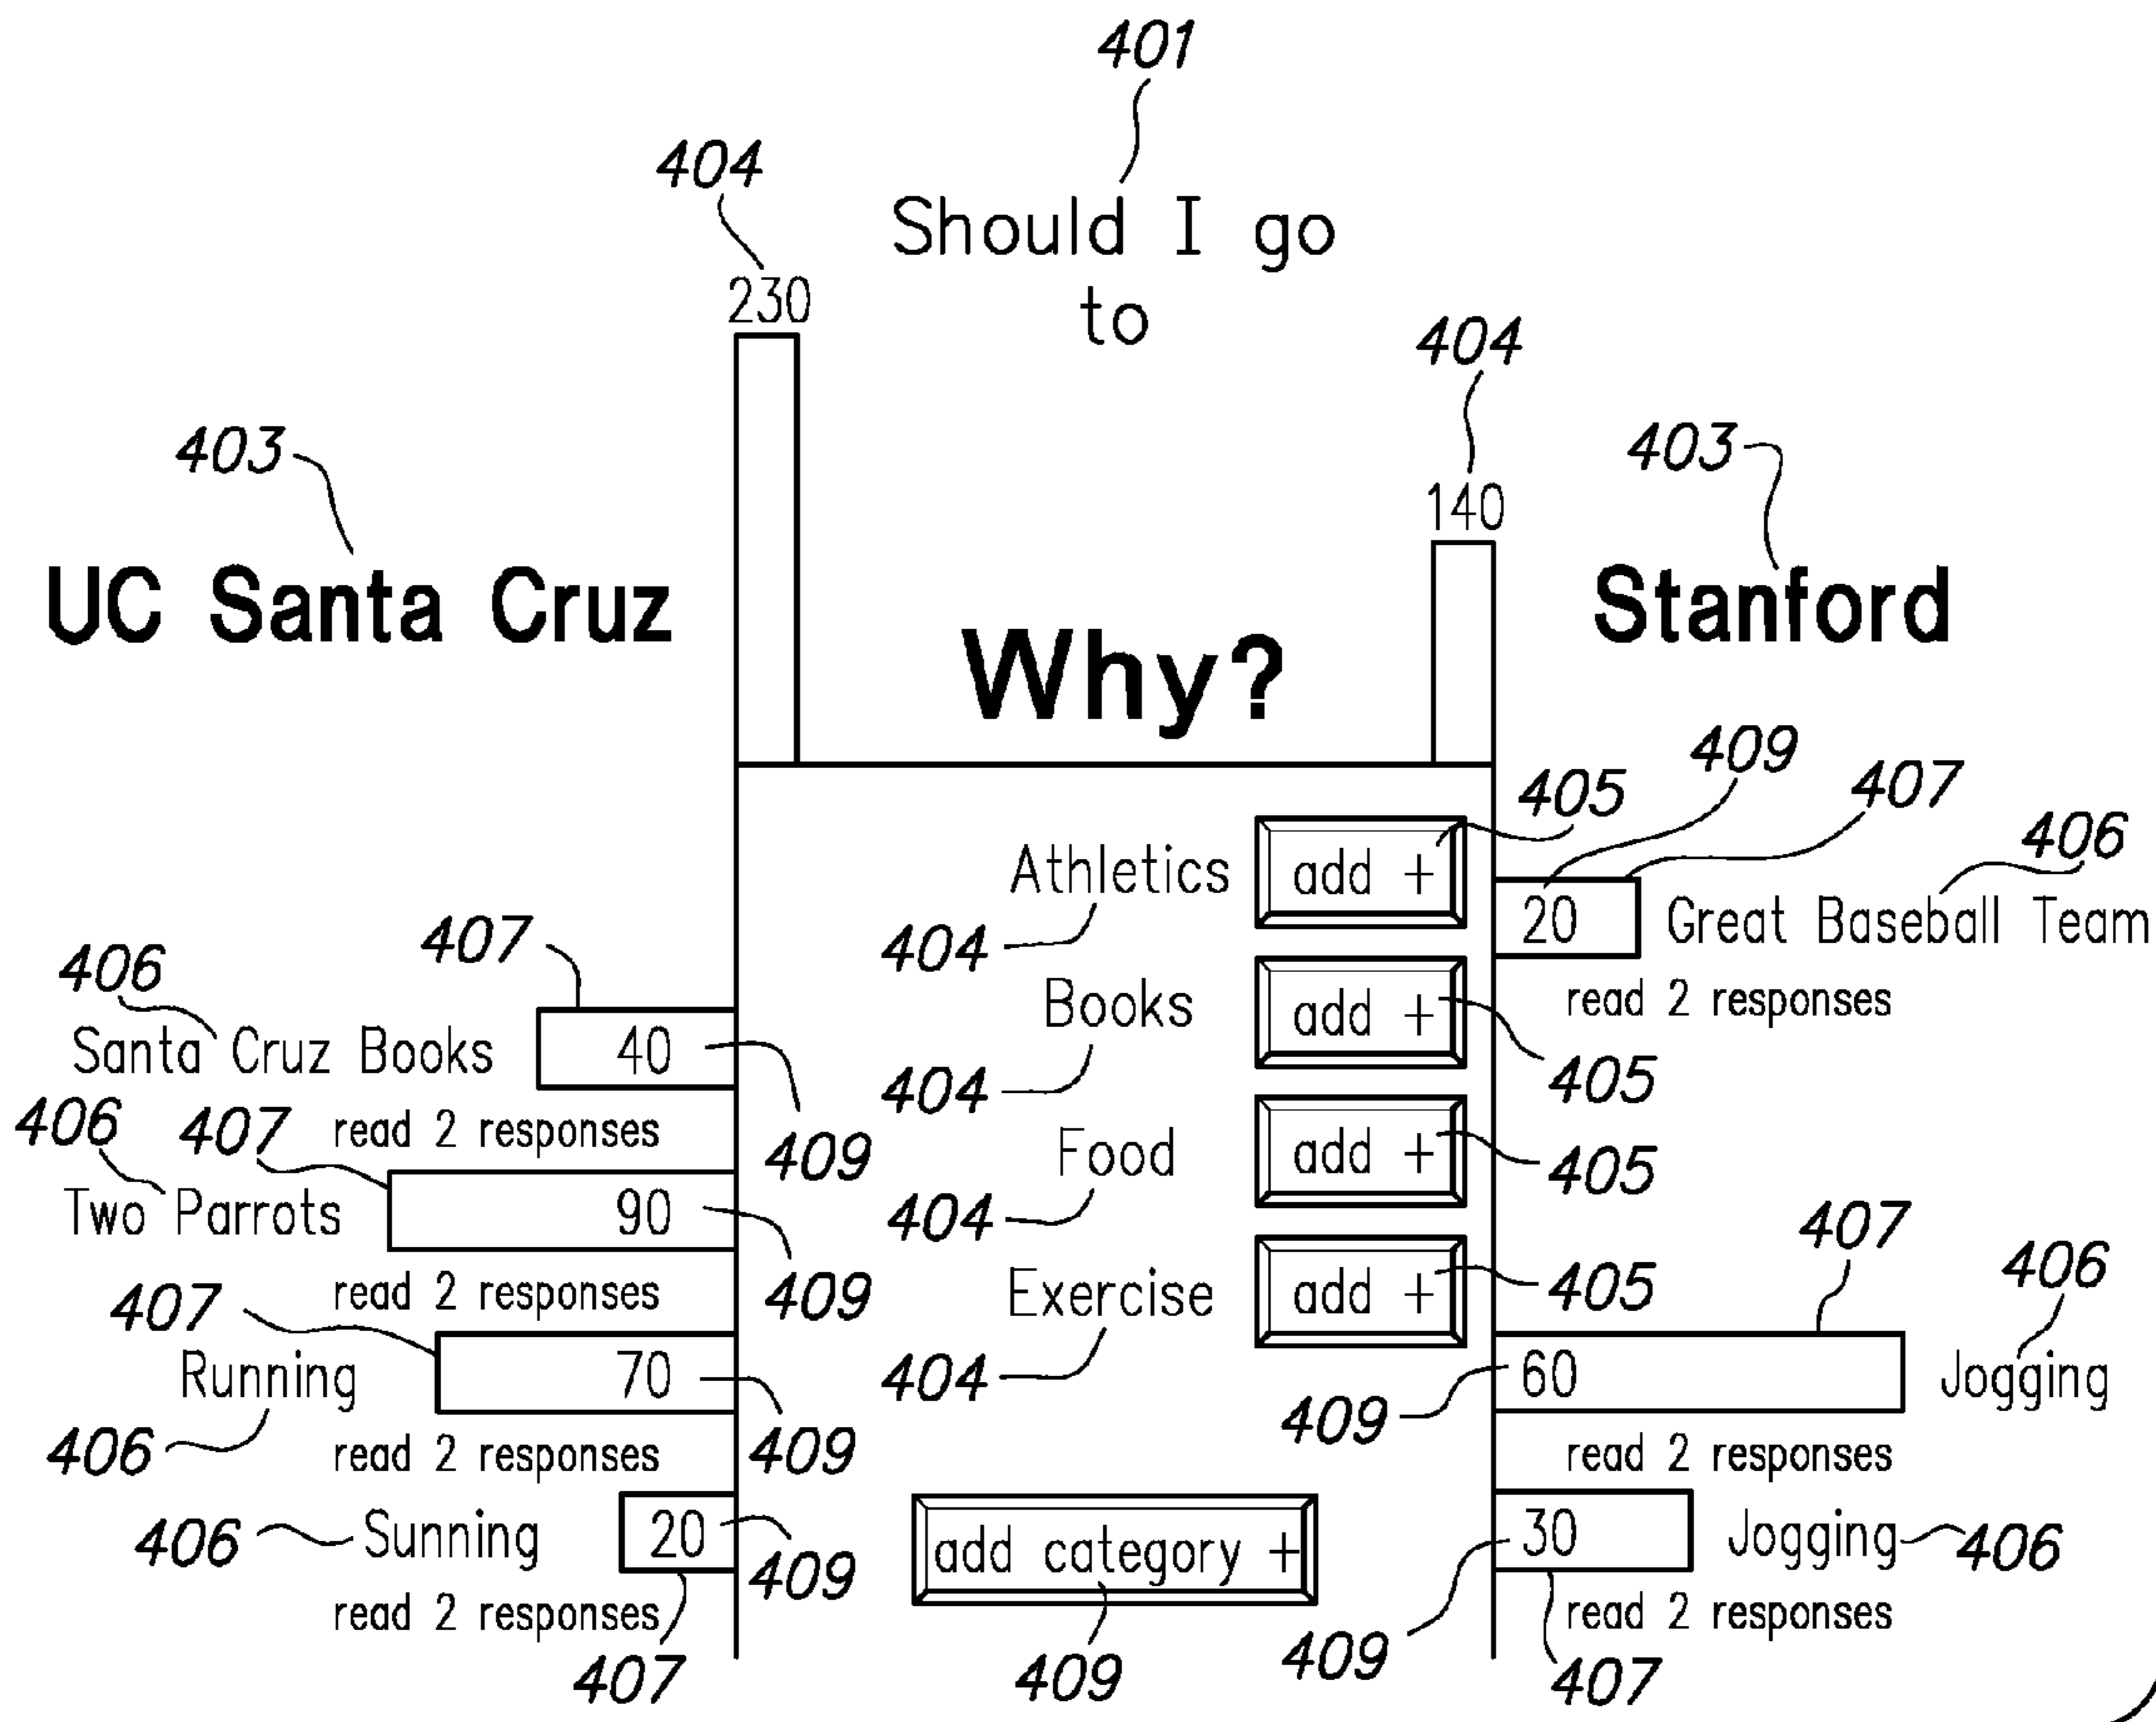 401
404
Should I go
to
230
404
403
403
140
UC Santa Cruz
Stanford
Why?
409
405
407
406
Athletics
add +
20
Great Baseball Team
404
407
406
read 2 responses
Books
add +
Santa Cruz Books
40
405
404
406
407
read 2 responses
409
Food
add +
405
Two Parrots
90
404
407
406
read 2 responses
409
Exercise
add +
405
407
Running
70
404
60
Jogging
409
406
read 2 responses
409
read 2 responses
Sunning
20
add category +
30
Jogging
406
406
409
read 2 responses
read 2 responses
407
409
409
407